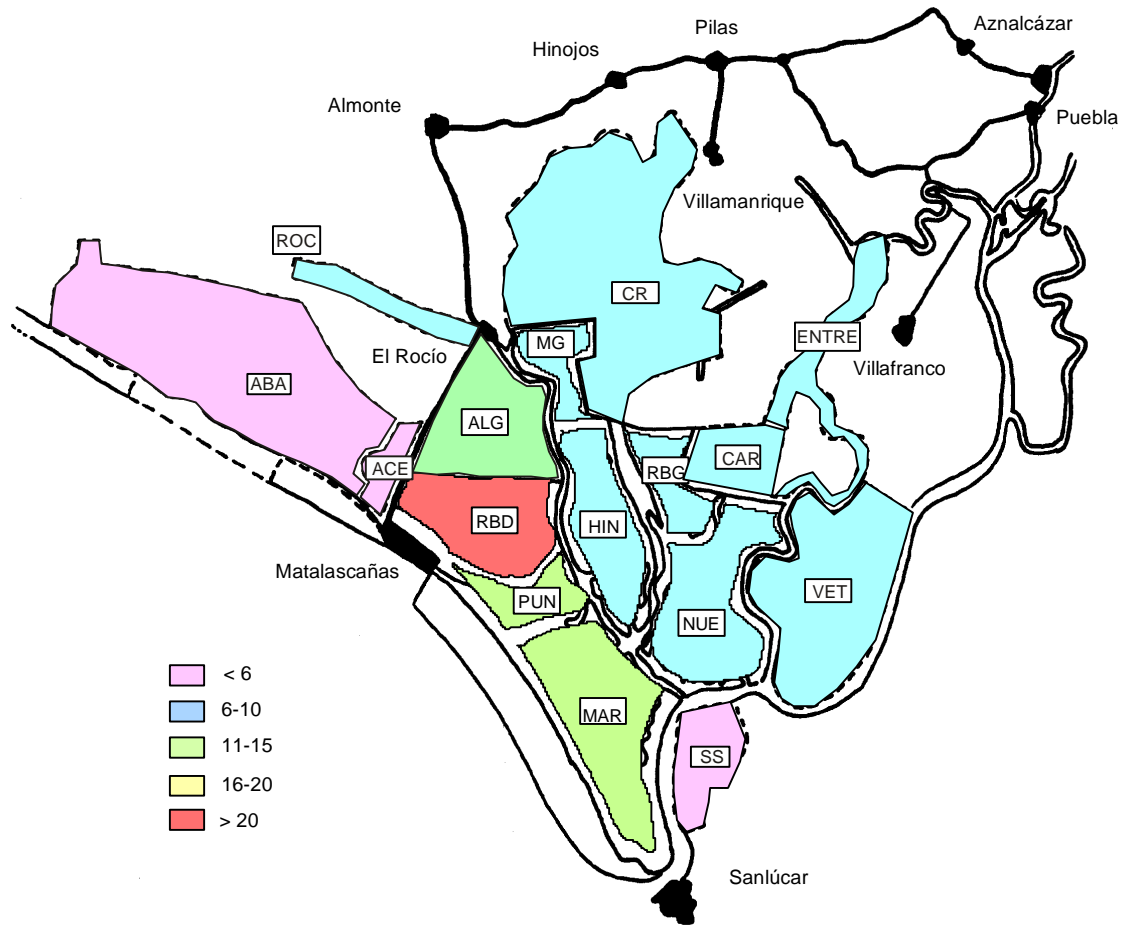 Aznalcázar
Pilas
Hinojos
Almonte
Puebla
Villamanrique
ROC
CR
ENTRE
MG
El Rocío
Villafranco
ABA
ALG
CAR
ACE
RBG
RBD
HIN
Matalascañas
VET
PUN
NUE
< 6
6-10
MAR
11-15
SS
16-20
> 20
Sanlúcar